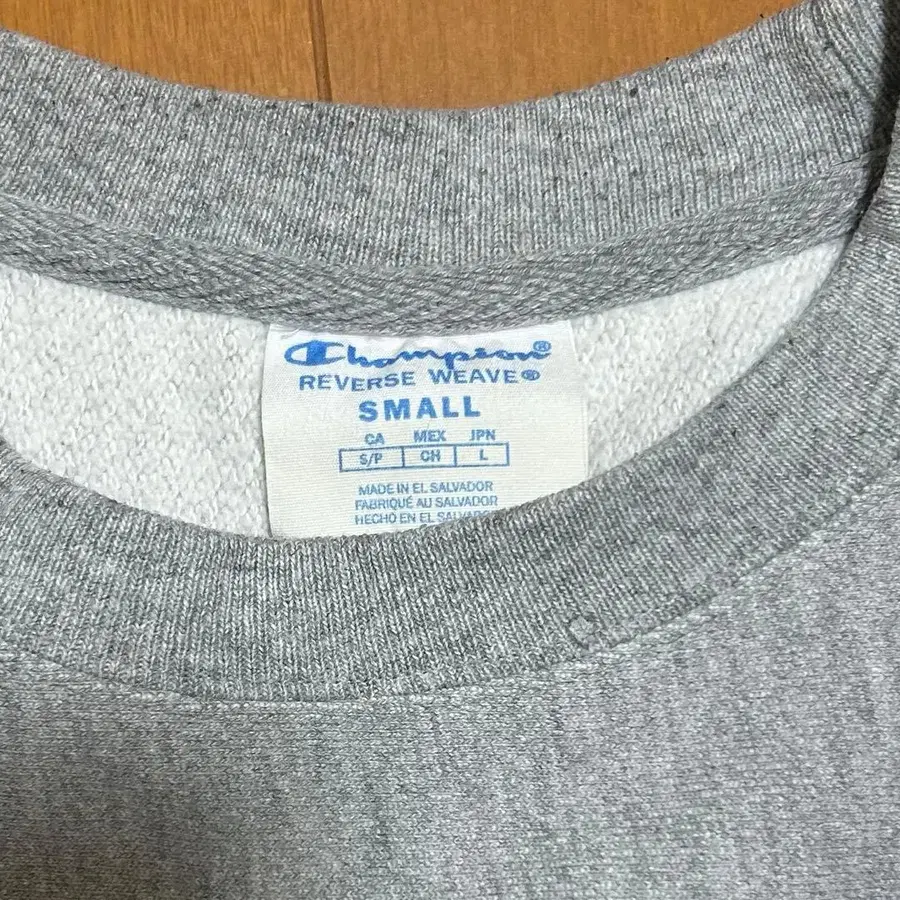 Champion®
REVERSE WEAVE®
SMALL
CA MEX JPN
S/P CH L
MADE IN EL SALVADOR
FABRIQUÉ AU SALVADOR
HECHO EN EL SALVADOR